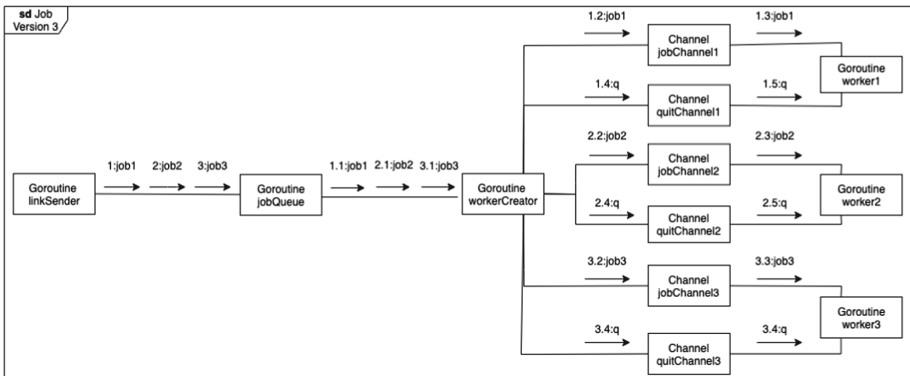 sd Job
Version 3
1.2:job1
1.3:job1
Channel
jobChannel1
Goroutine
worker1
1.4:q
1.5:q
Channel
quitChannel1
2.2:job2
2.3:job2
Channel
jobChannel2
1:job1 2:job2 3:job3
1.1:job1 2.1:job2 3.1:job3
Goroutine
linkSender
Goroutine
jobQueue
Goroutine
workerCreator
Goroutine
worker2
2.4:q
2.5:q
Channel
quitChannel2
3.2:job3
3.3:job3
Channel
jobChannel3
Goroutine
worker3
3.4:q
3.4:q
Channel
quitChannel3